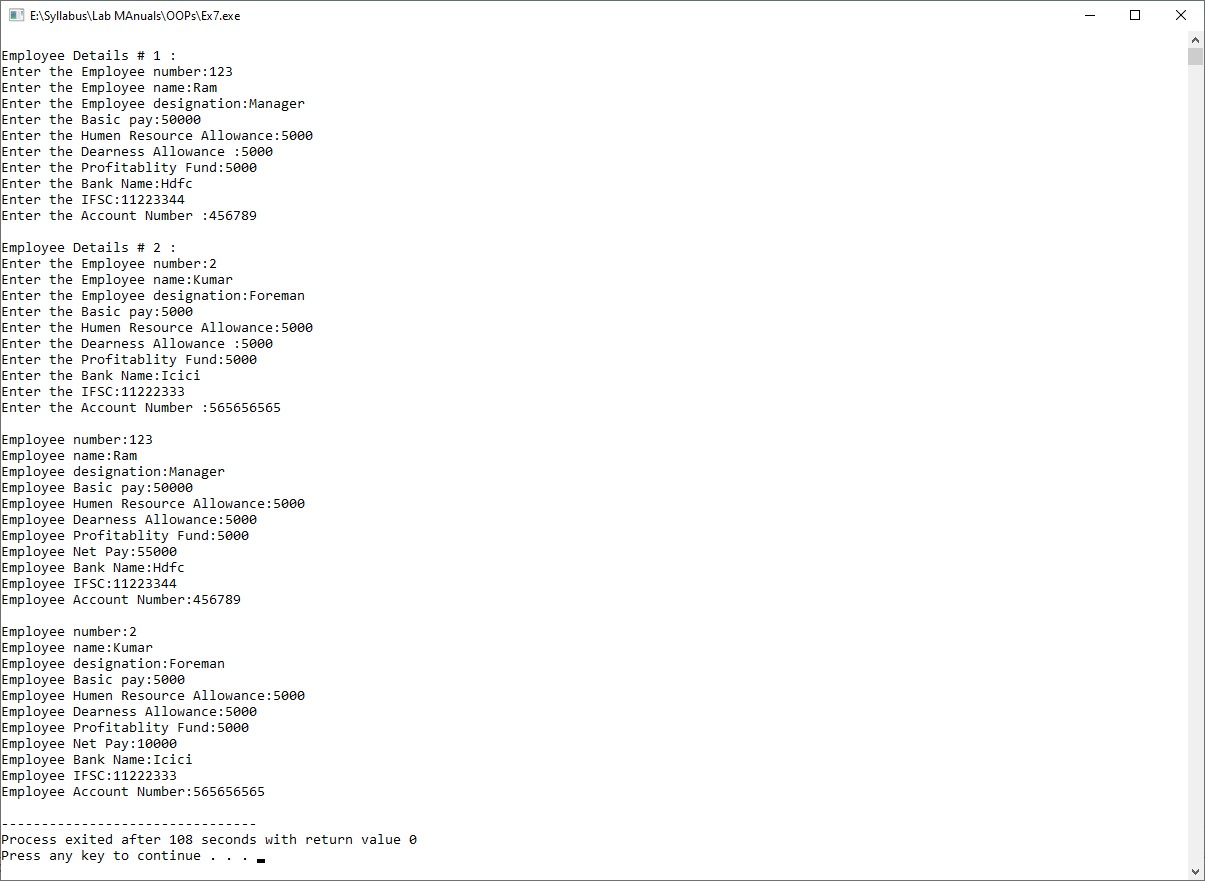 E:\Syllabus\Lab MAnuals\OOPs\Ex7.exe
Employee Details # 1 :
Enter the Employee number:123
Enter the Employee name:Ram
Enter the Employee designation:Manager
Enter the Basic pay:50000
Enter the Humen Resource Allowance:5000
Enter the Dearness Allowance :5000
Enter the Profitablity Fund:5000
Enter the Bank Name:Hdfc
Enter the IFSC:11223344
Enter the Account Number :456789
Employee Details # 2 :
Enter the Employee number:2
Enter the Employee name:Kumar
Enter the Employee designation:Foreman
Enter the Basic pay:5000
Enter the Humen Resource Allowance:5000
Enter the Dearness Allowance :5000
Enter the Profitablity Fund:5000
Enter the Bank Name:Icici
Enter the IFSC:11222333
Enter the Account Number :565656565
Employee number:123
Employee name:Ram
Employee designation:Manager
Employee Basic pay:50000
Employee Humen Resource Allowance:5000
Employee Dearness Allowance:5000
Employee Profitablity Fund:5000
Employee Net Pay:55000
Employee Bank Name:Hdfc
Employee IFSC:11223344
Employee Account Number:456789
Employee number:2
Employee name:Kumar
Employee designation:Foreman
Employee Basic pay:5000
Employee Humen Resource Allowance:5000
Employee Dearness Allowance:5000
Employee Profitablity Fund:5000
Employee Net Pay:10000
Employee Bank Name:Icici
Employee IFSC:11222333
Employee Account Number:565656565
--------------------------------
Process exited after 108 seconds with return value 0
Press any key to continue . . .